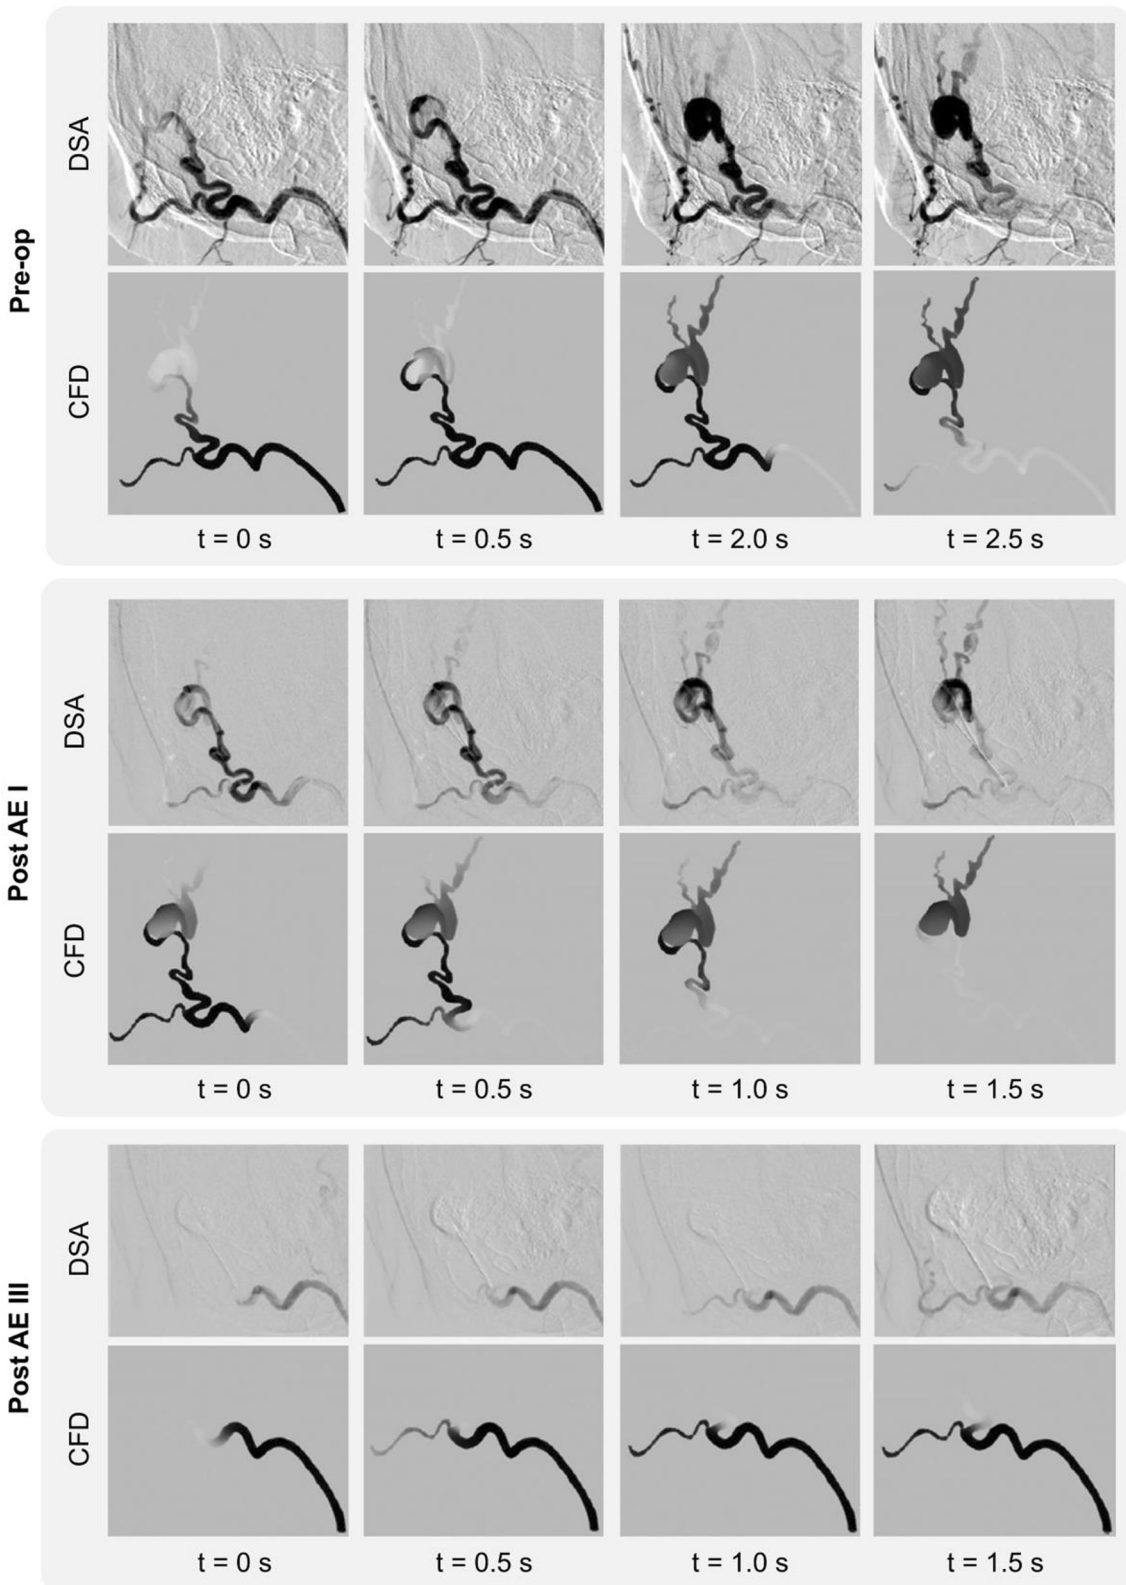 Pre-op
DSA
CFD
t = 0 s
t = 0.5 s
t = 2.0 s
t = 2.5 s
Post AE I
DSA
CFD
t = 0 s
t = 0.5 s
t = 1.0 s
t = 1.5 s
Post AE III
DSA
CFD
t = 0 s
t = 0.5 s
t = 1.0 s
t = 1.5 s